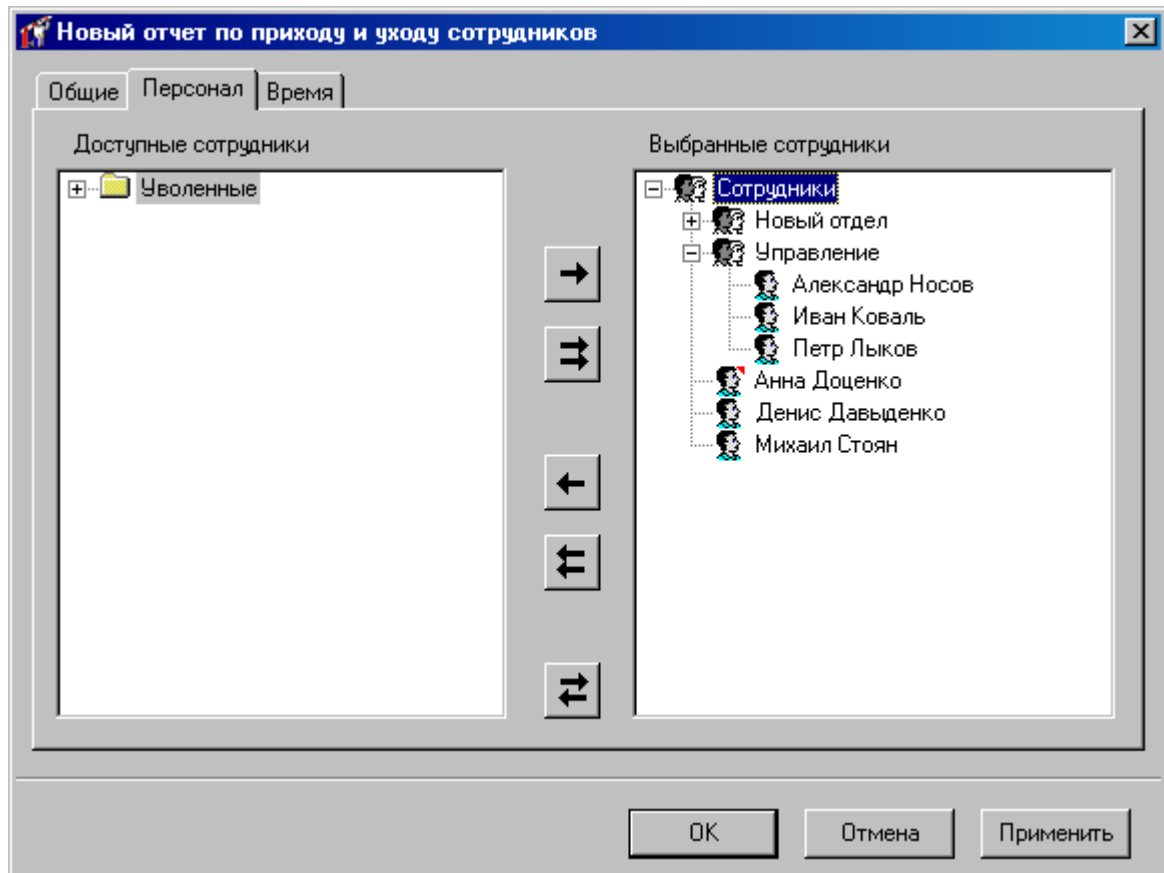 Новый отчет по приходу и уходу сотрудников
Общие Персонал Время
Доступные сотрудники
Выбранные сотрудники
Уволенные
Сотрудники
Новый отдел
Управление
Александр Носов
Иван Коваль
Петр Лыков
Анна Доценко
Денис Давыденко
Михаил Стоян
OK Отмена Применить